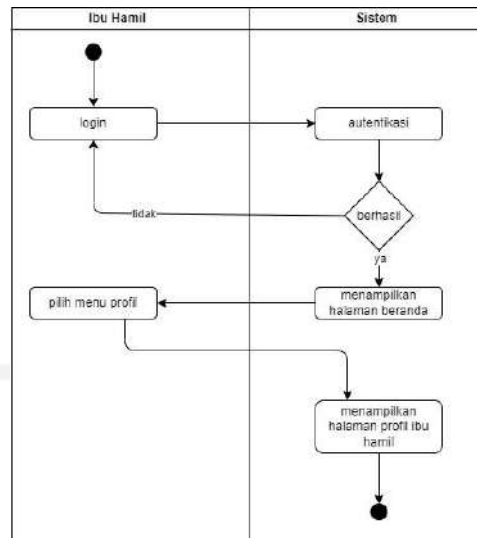 Ibu Hamil
Sistem
login
autentikasi
berhasil
tidak
ya
pilih menu profil
menampilkan
halaman beranda
menampilkan
halaman profil ibu
hamil